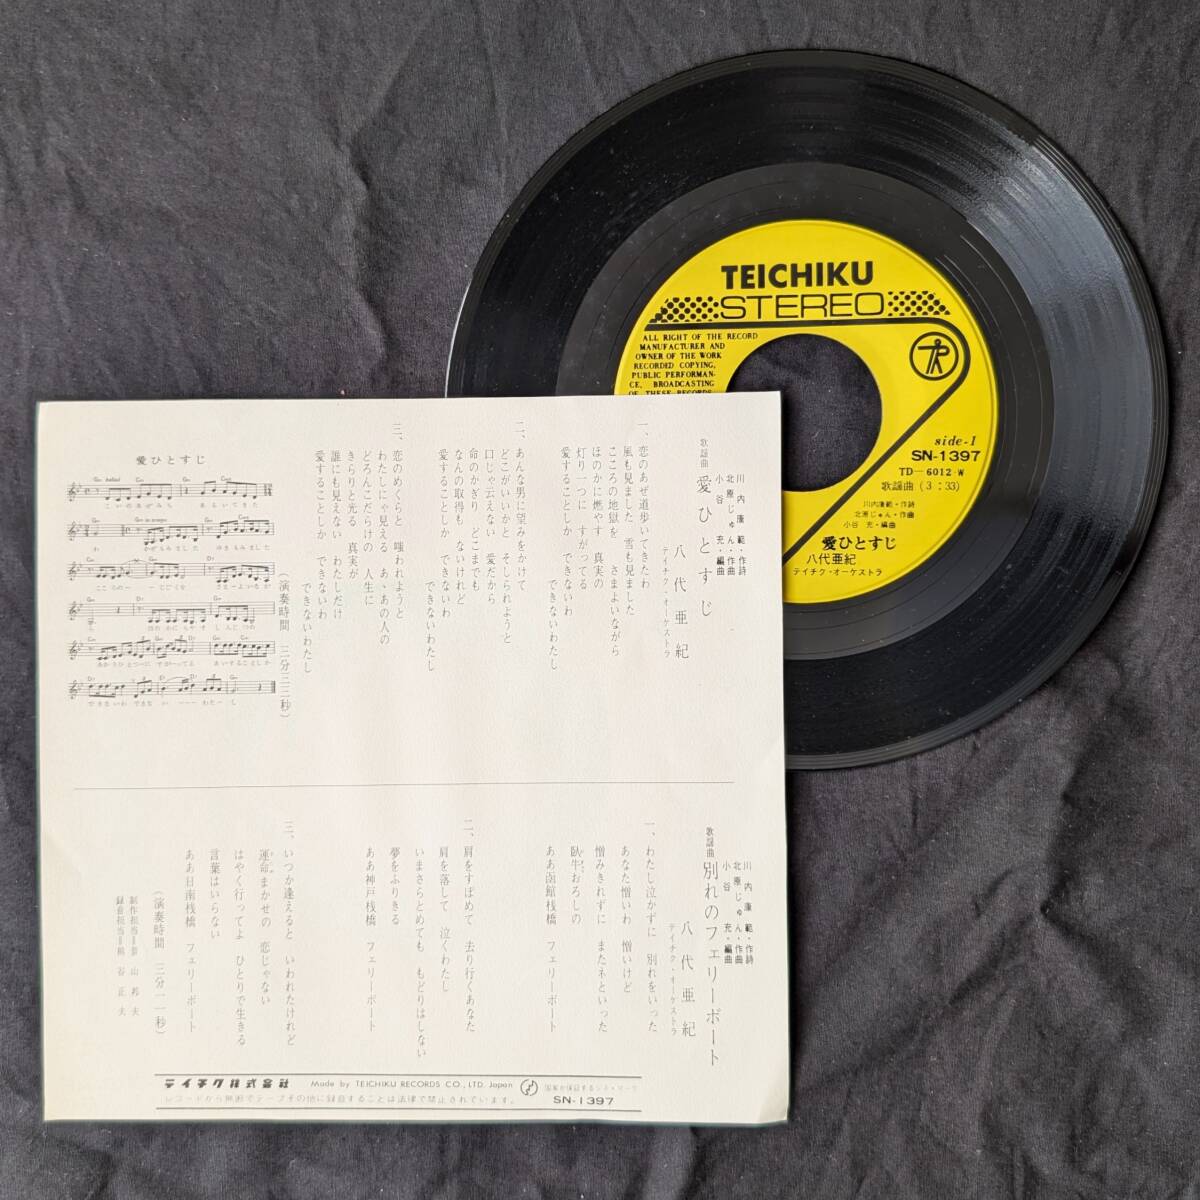 TEICHIKU
STEREO
ALL RIGHT OF THE RECORD
MANUFACTURER AND
OWNER OF THE WORK
RECORDED COPYING,
PUBLIC PERFORMAN-
CE, BROADCASTING
OF THESE RECORDS
side-1
SN-1397
TD-6012-W
歌謡曲 (3:33)
川内康範・作詩
北原じゅん・作曲
小谷 充・編曲
愛ひとすじ
八代亜紀
テイチク・オーケストラ
歌謡曲 愛ひとすじ
川内康範・作詩
北原じゅん・作曲
小谷 充・編曲
八代亜紀
テイチク・オーケストラ
一、恋のあぜ道歩いてきたわ
風も見ました 雪も見ました
こころの地獄を さまよいながら
ほのかに燃やす 真実の
灯り一つに すがってる
愛することしか できないわ
できないわたし
二、あんな男に望みをかけて
どこがいいかと そしられようと
口じゃ云えない 愛だから
命のかぎり どこまでも
なんの取得も ないけれど
愛することしか できないわ
できないわたし
三、恋のめくらと 嗤われようと
わたしにゃ見える あゝあの人の
どろんこだらけの 人生に
きらりと光る 真実が
誰にも見えない わたしだけ
愛することしか できないわ
できないわたし
(演奏時間 三分三三秒)
愛ひとすじ
歌謡曲 別れのフェリーボート
川内康範・作詩
北原じゅん・作曲
小谷 充・編曲
八代亜紀
テイチク・オーケストラ
一、わたし泣かずに 別れをいった
あなた憎いわ 憎いけど
憎みきれずに またネといった
臥牛おろしの
ああ函館桟橋 フェリーボート
二、肩をすぼめて 去り行くあなた
肩を落して 泣くわたし
いまさらとめても もどりはしない
夢をふりきる
ああ神戸桟橋 フェリーボート
三、いつか逢えると いわれたけれど
運命まかせの 恋じゃない
はやく行ってよ ひとりで生きる
言葉はいらない
ああ日南桟橋 フェリーボート
(演奏時間 三分一一秒)
テイチク株式会社 Made by TEICHIKU RECORDS CO., LTD. Japan
レコードから無断でテープその他に録音することは法律で禁止されています。
SN-1397